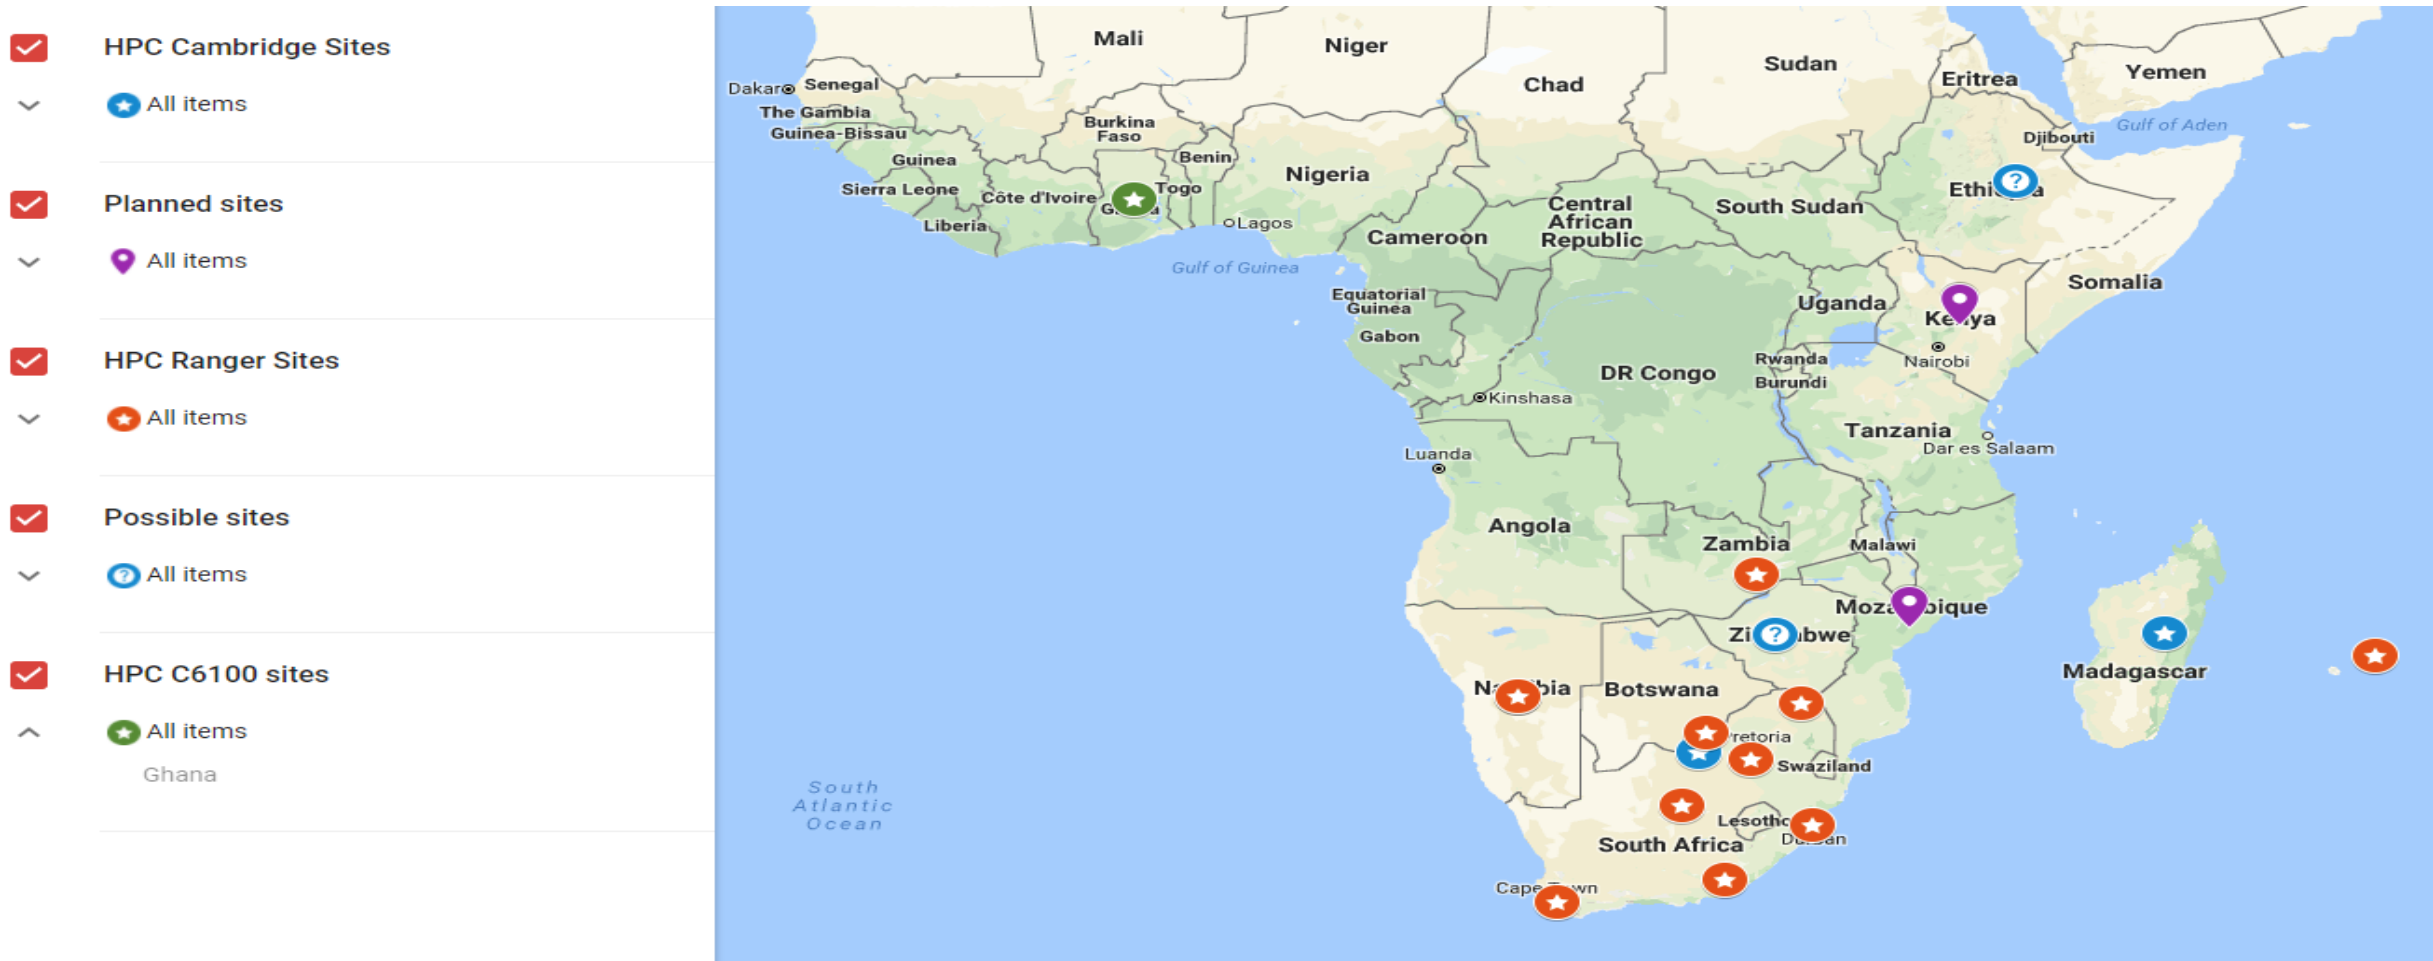 HPC Cambridge Sites
All items
Planned sites
All items
HPC Ranger Sites
All items
Possible sites
All items
HPC C6100 sites
All items
Ghana
Mali
Niger
Chad
Sudan
Eritrea
Yemen
Dakar
Senegal
The Gambia
Guinea-Bissau
Burkina
Faso
Gulf of Aden
Djibouti
Guinea
Benin
Nigeria
Sierra Leone
Côte d'Ivoire
Togo
Liberia
Lagos
Central
African
Republic
South Sudan
Cameroon
Gulf of Guinea
Somalia
Equatorial
Guinea
Uganda
Gabon
Nairobi
Rwanda
Burundi
DR Congo
Kinshasa
Tanzania
Dar es Salaam
Luanda
Angola
Zambia
Malawi
Madagascar
Botswana
Swaziland
South
Atlantic
Ocean
South Africa